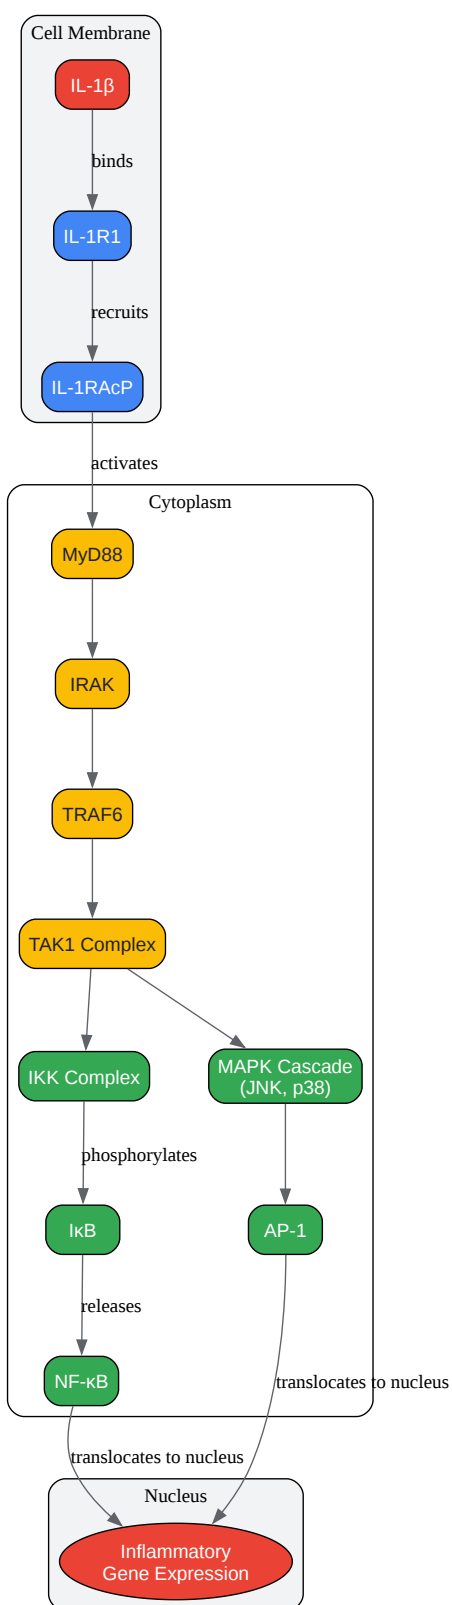 Cell Membrane
IL-1β
binds
IL-1R1
recruits
IL-1RAcP
activates
Cytoplasm
MyD88
IRAK
TRAF6
TAK1 Complex
IKK Complex
MAPK Cascade
(JNK, p38)
phosphorylates
IκB
AP-1
releases
NF-κB
translocates to nucleus
translocates to nucleus
Nucleus
Inflammatory
Gene Expression